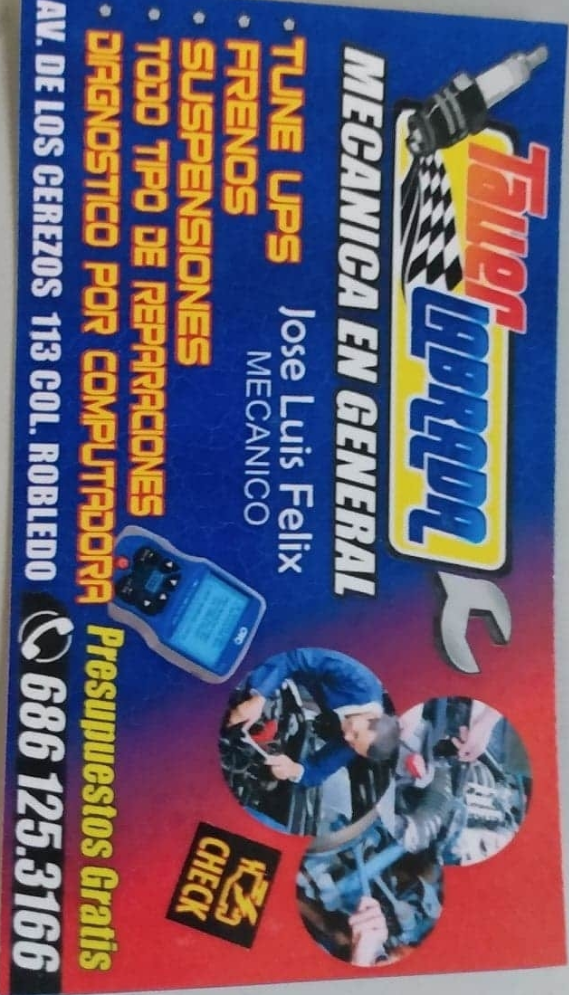 Taller
LABRADA
MECANICA EN GENERAL
Jose Luis Felix
MECANICO
• TUNE UPS
• FRENOS
• SUSPENSIONES
• TODO TIPO DE REPARACIONES
• DIAGNOSTICO POR COMPUTADORA
CHECK
Presupuestos Gratis
AV. DE LOS CEREZOS 113 COL. ROBLEDO
686 125.3166